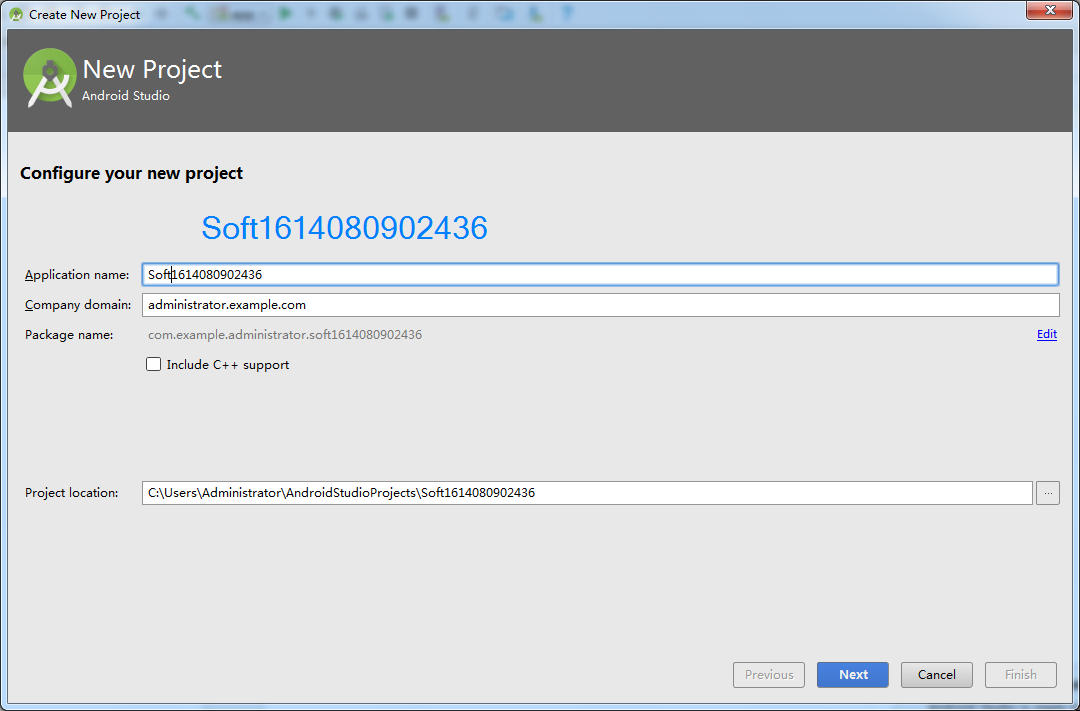 Create New Project
New Project
Android Studio
Configure your new project
Soft1614080902436
Application name: Soft1614080902436
Company domain: administrator.example.com
Package name: com.example.administrator.soft1614080902436 Edit
Include C++ support
Project location: C:\Users\Administrator\AndroidStudioProjects\Soft1614080902436 ...
Previous Next Cancel Finish